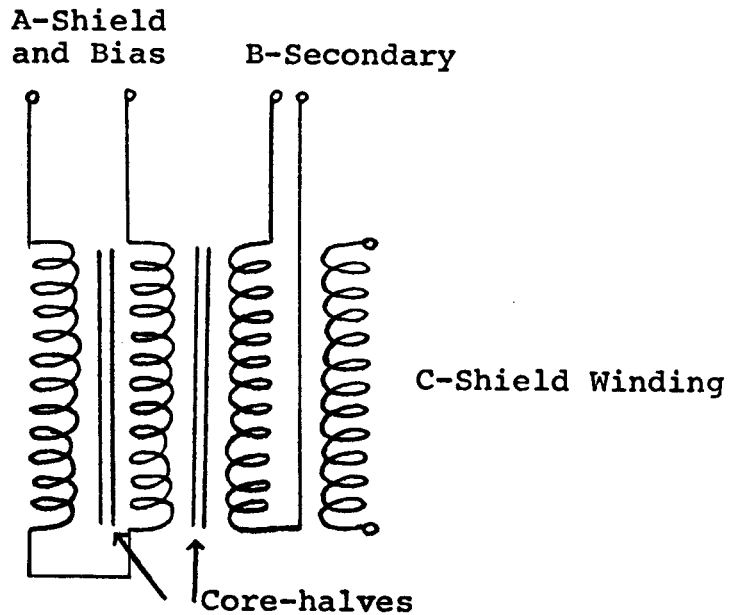 A-Shield
and Bias
B-Secondary
C-Shield Winding
Core-halves